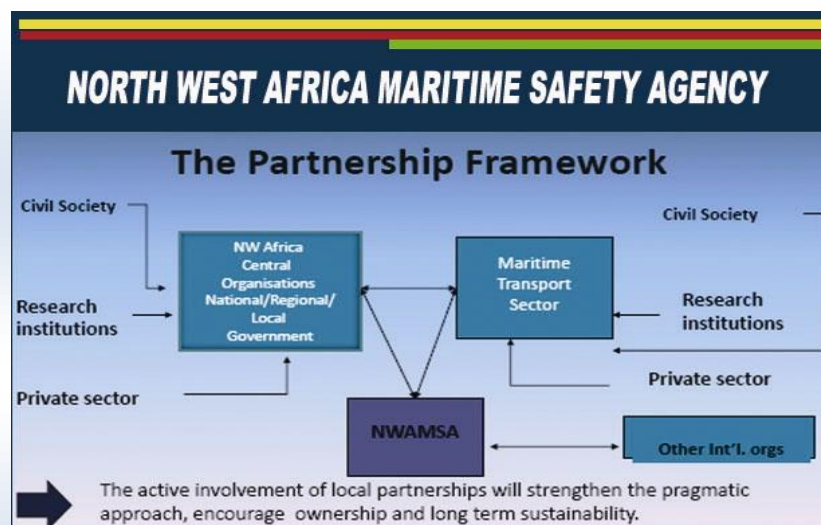 NORTH WEST AFRICA MARITIME SAFETY AGENCY
The Partnership Framework
Civil Society
Civil Society
NW Africa
Central
Organisations
National/Regional/
Local
Government
Maritime
Transport
Sector
Research
institutions
Research
institutions
Private sector
Private sector
NWAMSA
Other Int'l. orgs
The active involvement of local partnerships will strengthen the pragmatic
approach, encourage ownership and long term sustainability.